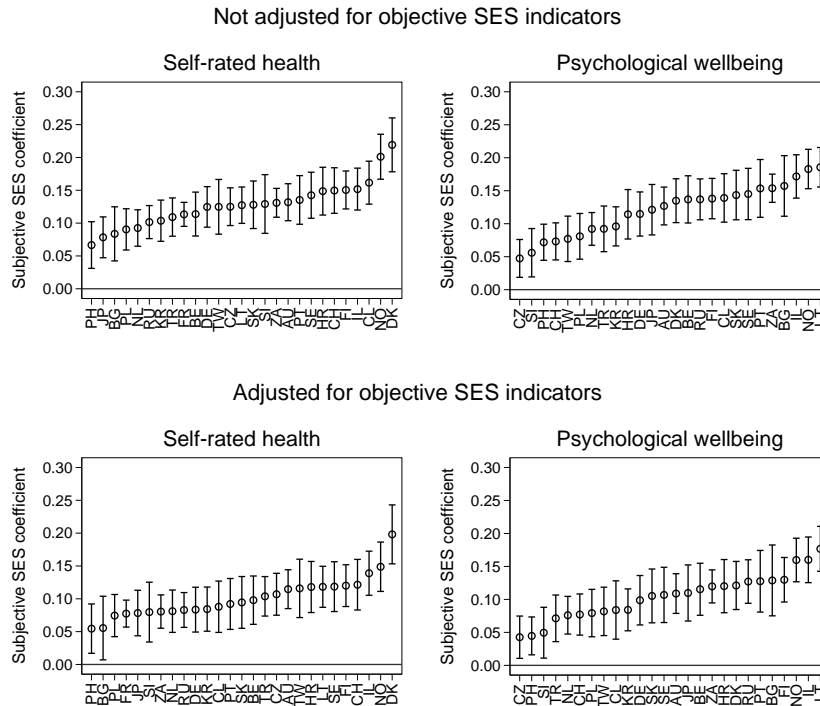 Not adjusted for objective SES indicators
Self-rated health
Subjective SES coefficient
0.30
0.25
0.20
0.15
0.10
0.05
0.00
PH JP BG PL NL RU KR TR FR BE DE TW CZ LT SK SI ZA AU PT SE HR CH FI IL CL NO DK
Psychological wellbeing
Subjective SES coefficient
0.30
0.25
0.20
0.15
0.10
0.05
0.00
CZ SI PH CH TW PL NL TR KR HR DE JP AU DK BE RU FI CL SK SE PT ZA BG IL NO LT
Adjusted for objective SES indicators
Self-rated health
Subjective SES coefficient
0.30
0.25
0.20
0.15
0.10
0.05
0.00
PH BG PL FR JP SI ZA NL RU DE KR CL PT SK BE TR CZ AU TW HR LT SE FI CH IL NO DK
Psychological wellbeing
Subjective SES coefficient
0.30
0.25
0.20
0.15
0.10
0.05
0.00
CZ PH SI TR NL CH PL TW CL KR DE SK SE AU JP BE ZA HR DK RU PT BG FI NO IL LT